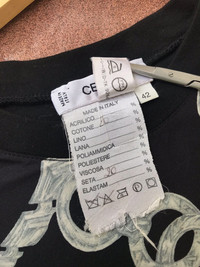 CE
42
MADE IN ITALY
ACRILICO %
COTONE %
LINO %
LANA %
POLIAMMIDICA %
POLIESTERE %
VISCOSA %
SETA %
ELASTAM %